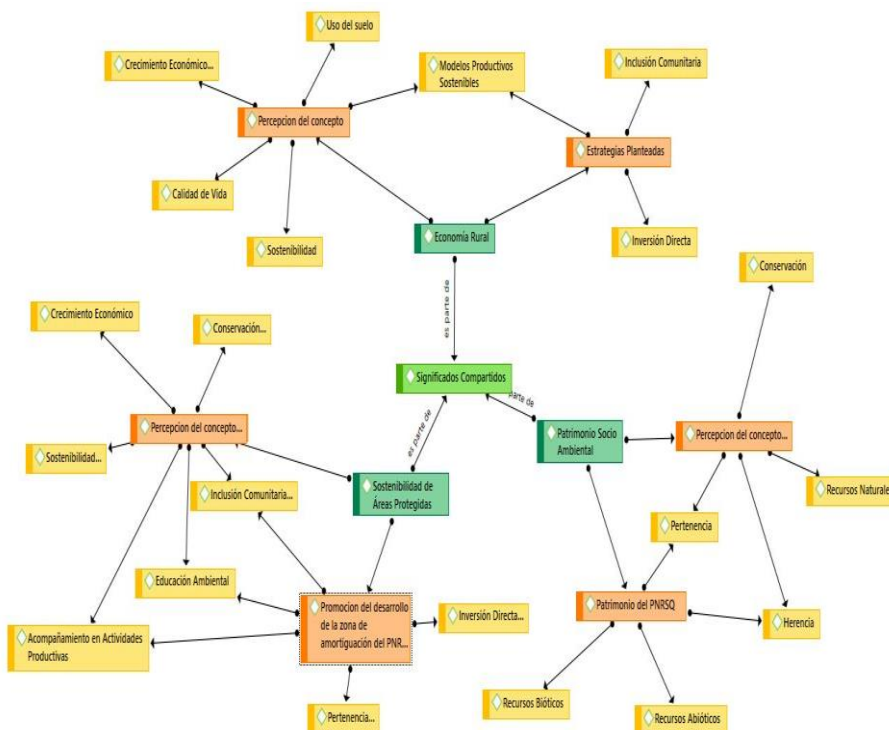 Uso del suelo
Crecimiento Económico...
Modelos Productivos
Sostenibles
Inclusión Comunitaria
Percepcion del concepto
Estrategias Planteadas
Calidad de Vida
Sostenibilidad
Economía Rural
Inversión Directa
Conservación
es parte de
Crecimiento Económico
Conservación...
Significados Compartidos
parte de
es parte de
Percepcion del concepto...
Patrimonio Socio
Ambiental
Percepcion del concepto...
Sostenibilidad...
Inclusión Comunitaria...
Sostenibilidad de
Áreas Protegidas
Recursos Naturale
Pertenencia
Educación Ambiental
Promocion del desarrollo
de la zona de
amortiguación del PNR...
Inversión Directa...
Patrimonio del PNRSQ
Herencia
Acompañamiento en Actividades
Productivas
Recursos Bióticos
Pertenencia...
Recursos Abióticos